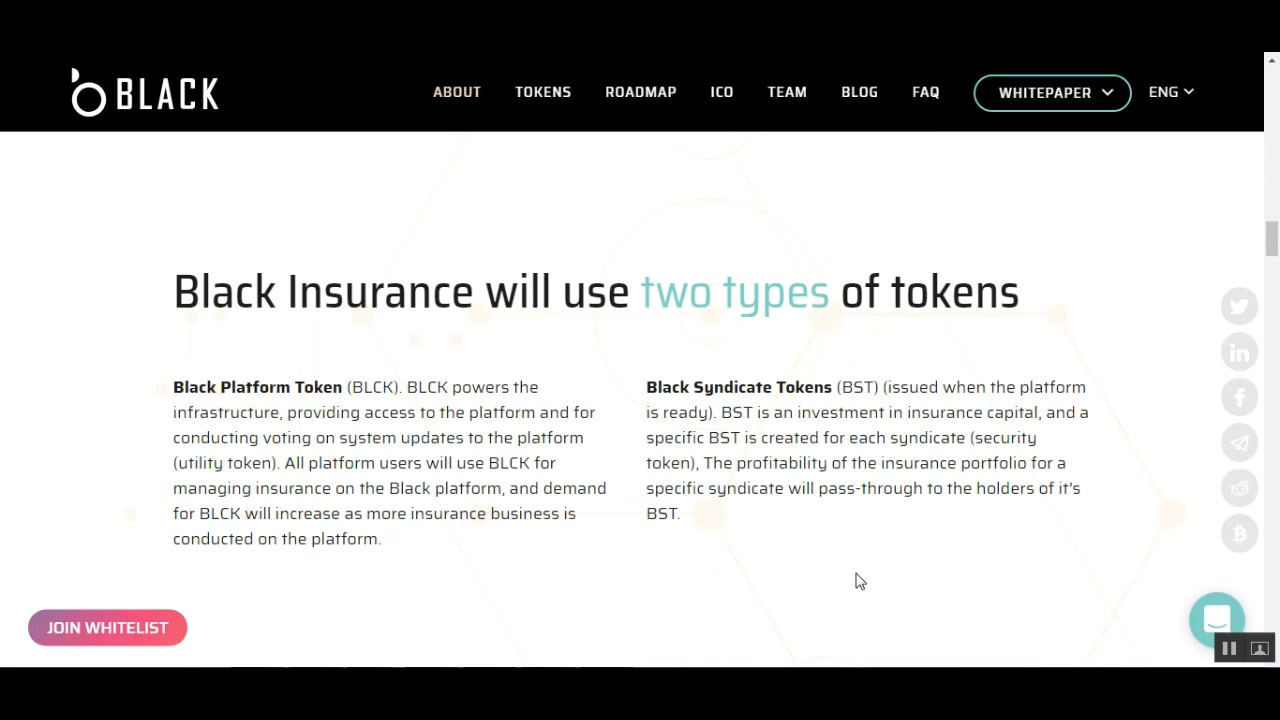 BLACK
ABOUT TOKENS ROADMAP ICO TEAM BLOG FAQ WHITEPAPER ENG
Black Insurance will use two types of tokens
Black Platform Token (BLCK). BLCK powers the
infrastructure, providing access to the platform and for
conducting voting on system updates to the platform
(utility token). All platform users will use BLCK for
managing insurance on the Black platform, and demand
for BLCK will increase as more insurance business is
conducted on the platform.
Black Syndicate Tokens (BST) (issued when the platform
is ready). BST is an investment in insurance capital, and a
specific BST is created for each syndicate (security
token), The profitability of the insurance portfolio for a
specific syndicate will pass-through to the holders of it's
BST.
JOIN WHITELIST